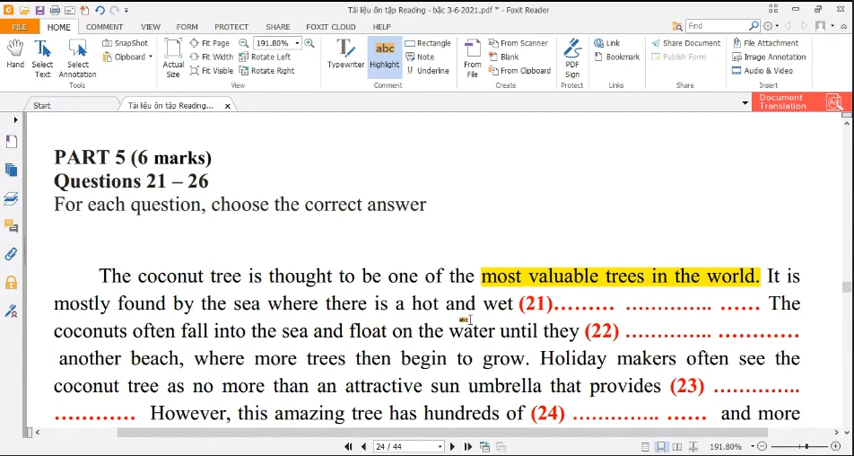 Tài liệu ôn tập Reading - bậc 3-6-2021.pdf * - Foxit Reader
FILE HOME COMMENT VIEW FORM PROTECT SHARE FOXIT CLOUD HELP Find
SnapShot Fit Page 191.80% Rectangle From Scanner Link Share Document File Attachment
Clipboard Fit Width Rotate Left Note Blank Bookmark Publish Form Image Annotation
Hand Select Text Select Annotation Actual Size Fit Visible Rotate Right Typewriter abc Highlight Underline From File From Clipboard PDF Sign Audio & Video
Tools View Comment Create Protect Links Share Insert
Start Tài liệu ôn tập Reading... Document Translation
PART 5 (6 marks)
Questions 21 – 26
For each question, choose the correct answer
The coconut tree is thought to be one of the most valuable trees in the world. It is
mostly found by the sea where there is a hot and wet (21)……… ………….. …… The
coconuts often fall into the sea and float on the water until they (22) ………….. …………
another beach, where more trees then begin to grow. Holiday makers often see the
coconut tree as no more than an attractive sun umbrella that provides (23) …………..
………… However, this amazing tree has hundreds of (24) ………….. …… and more
24 / 44 191.80%